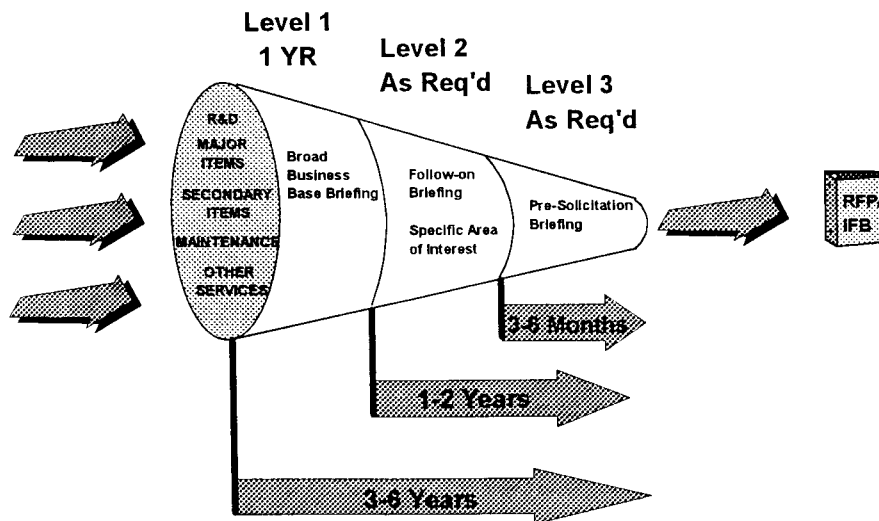 Level 1
1 YR
Level 2
As Req'd
Level 3
As Req'd
R&D
MAJOR
ITEMS
SECONDARY
ITEMS
MAINTENANCE
OTHER
SERVICES
Broad
Business
Base Briefing
Follow-on
Briefing
Specific Area
of Interest
Pre-Solicitation
Briefing
RFP/
IFB
3-6 Months
1-2 Years
3-6 Years